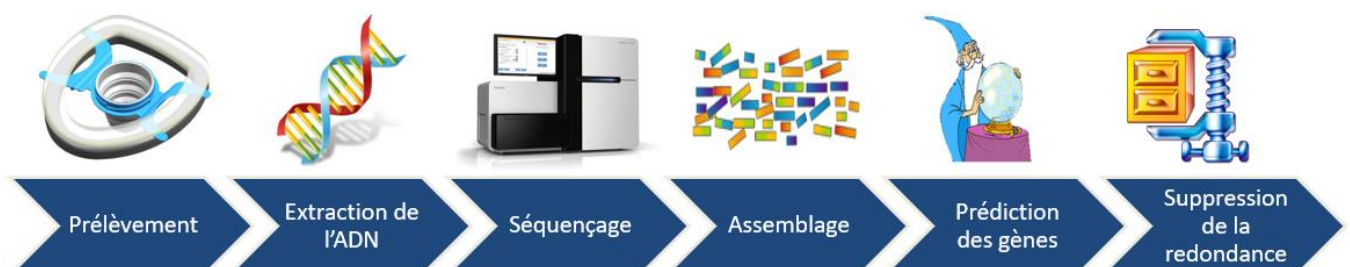 Prélèvement
Extraction de
l'ADN
Séquençage
Assemblage
Prédiction
des gènes
Suppression
de la
redondance